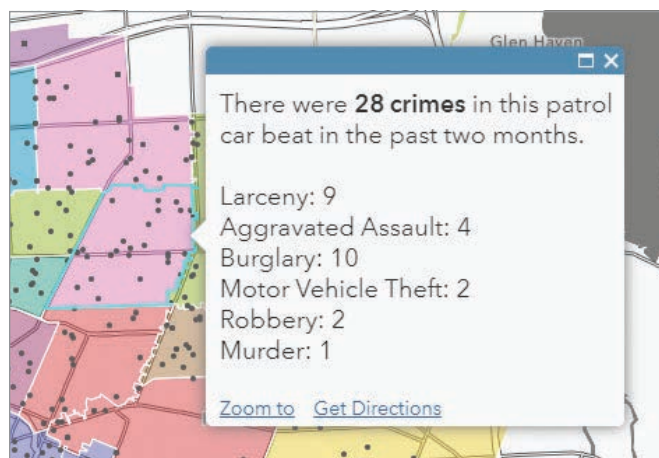 Glen Haven
There were 28 crimes in this patrol
car beat in the past two months.
Larceny: 9
Aggravated Assault: 4
Burglary: 10
Motor Vehicle Theft: 2
Robbery: 2
Murder: 1
Zoom to Get Directions